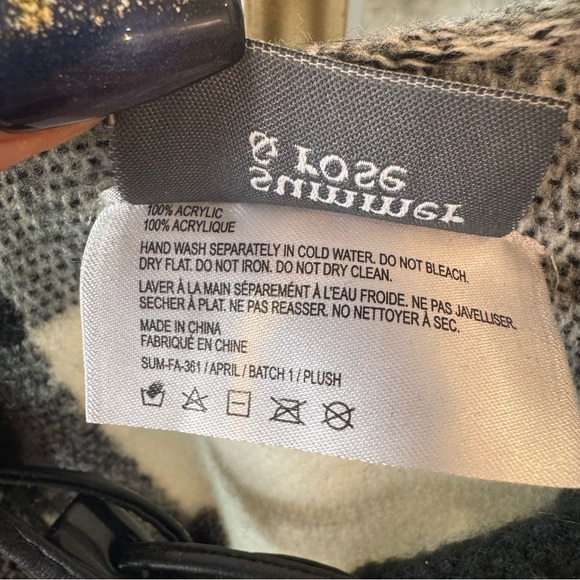 summer
& rose
100% ACRYLIC
100% ACRYLIQUE
HAND WASH SEPARATELY IN COLD WATER. DO NOT BLEACH.
DRY FLAT. DO NOT IRON. DO NOT DRY CLEAN.
LAVER À LA MAIN SÉPAREMENT À L'EAU FROIDE. NE PAS JAVELLISER.
SECHER À PLAT. NE PAS REASSER. NO NETTOYER À SEC.
MADE IN CHINA
FABRIQUÉ EN CHINE
SUM-FA-361 / APRIL / BATCH 1 / PLUSH